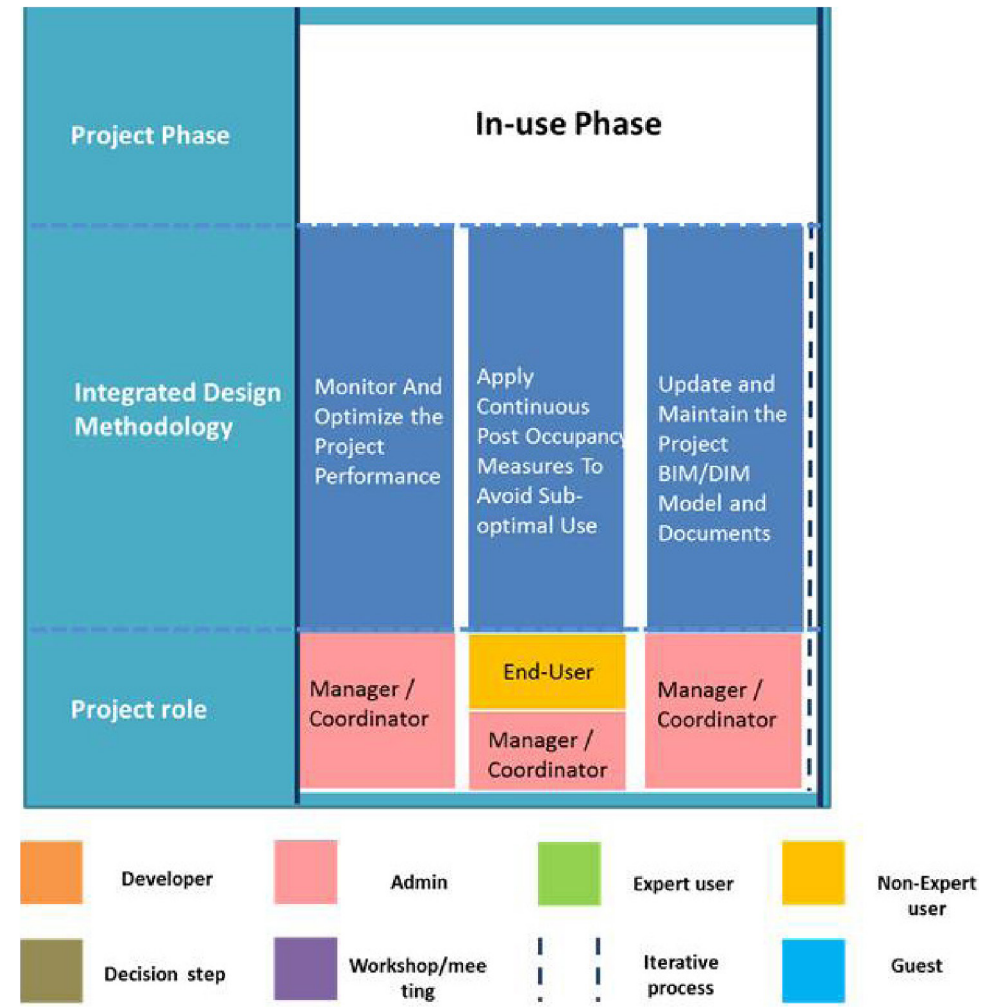 Project Phase
In-use Phase
Integrated Design
Methodology
Monitor And
Optimize the
Project
Performance
Apply
Continuous
Post Occupancy
Measures To
Avoid Sub-
optimal Use
Update and
Maintain the
Project
BIM/DIM
Model and
Documents
Project role
Manager /
Coordinator
End-User
Manager /
Coordinator
Manager /
Coordinator
Developer
Admin
Expert user
Non-Expert
user
Decision step
Workshop/mee
ting
Iterative
process
Guest